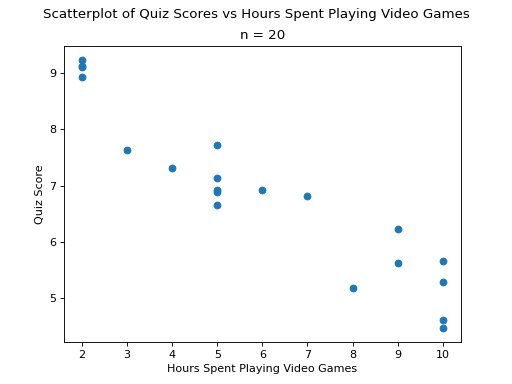 Scatterplot of Quiz Scores vs Hours Spent Playing Video Games
n = 20
9
8
7
6
5
Quiz Score
2 3 4 5 6 7 8 9 10
Hours Spent Playing Video Games